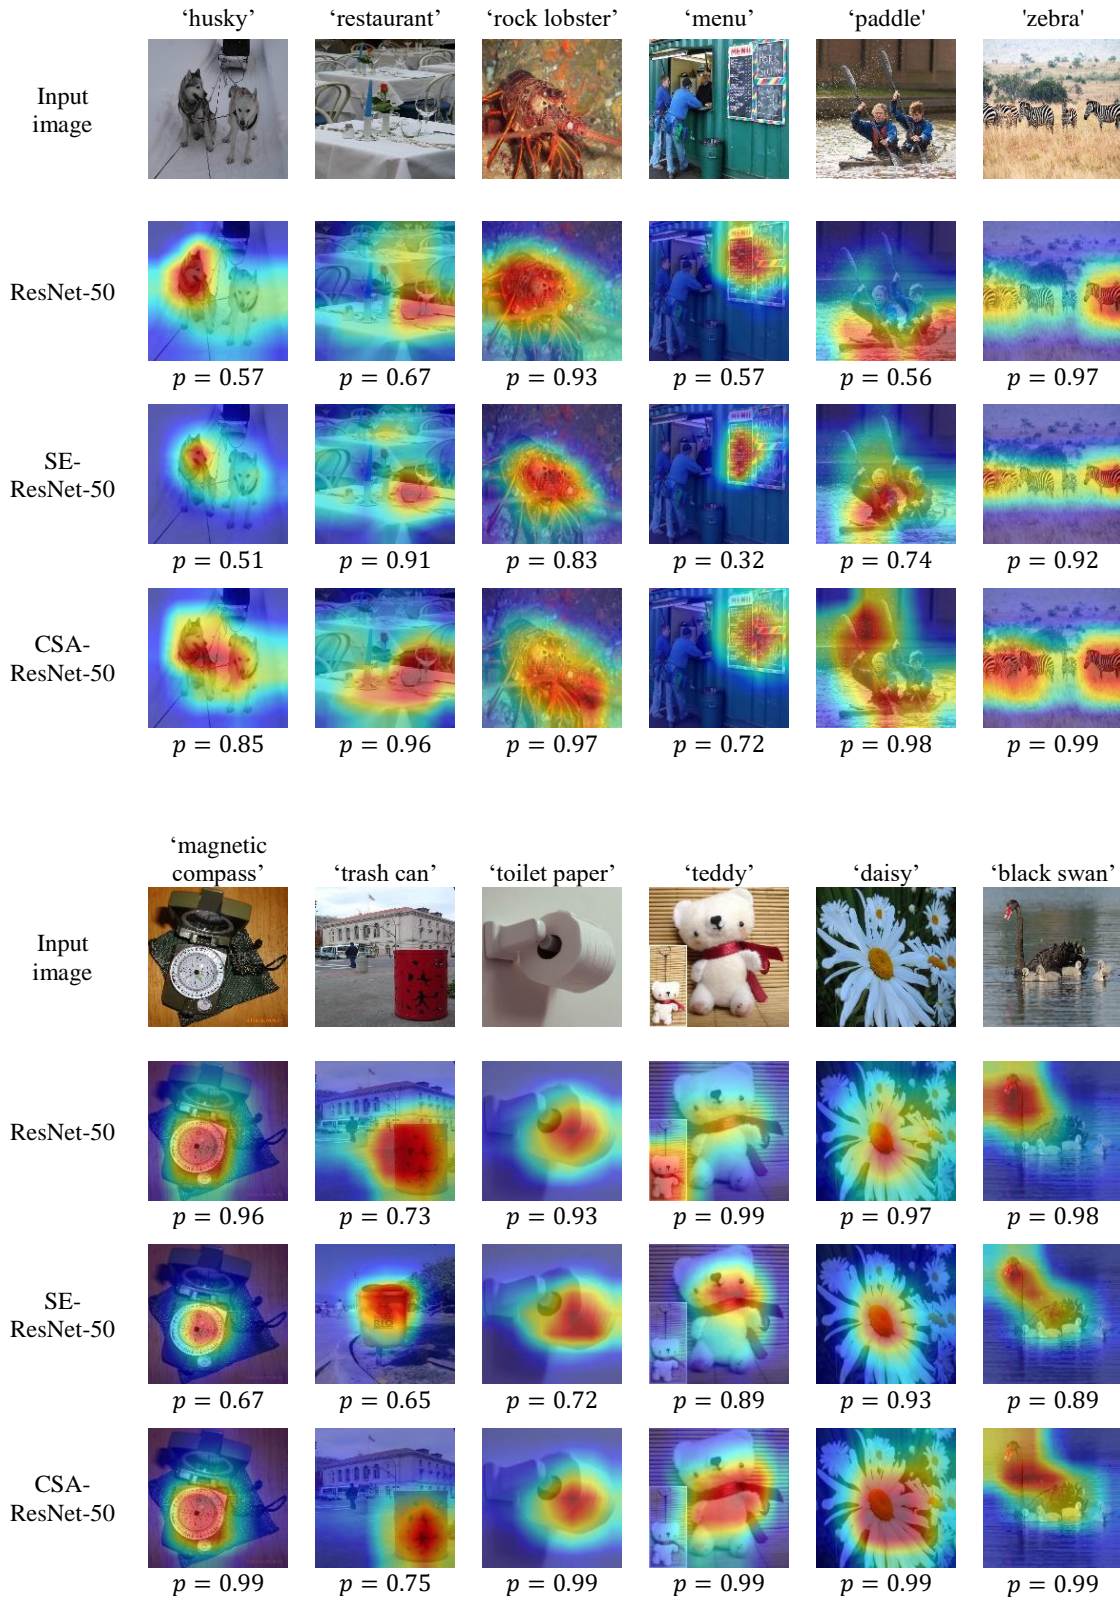 ‘husky’ ‘restaurant’ ‘rock lobster’ ‘menu’ ‘paddle' 'zebra'
Input
image
ResNet-50
p = 0.57 p = 0.67 p = 0.93 p = 0.57 p = 0.56 p = 0.97
SE-
ResNet-50
p = 0.51 p = 0.91 p = 0.83 p = 0.32 p = 0.74 p = 0.92
CSA-
ResNet-50
p = 0.85 p = 0.96 p = 0.97 p = 0.72 p = 0.98 p = 0.99
‘magnetic
compass’ ‘trash can’ ‘toilet paper’ ‘teddy’ ‘daisy’ ‘black swan’
Input
image
ResNet-50
p = 0.96 p = 0.73 p = 0.93 p = 0.99 p = 0.97 p = 0.98
SE-
ResNet-50
p = 0.67 p = 0.65 p = 0.72 p = 0.89 p = 0.93 p = 0.89
CSA-
ResNet-50
p = 0.99 p = 0.75 p = 0.99 p = 0.99 p = 0.99 p = 0.99